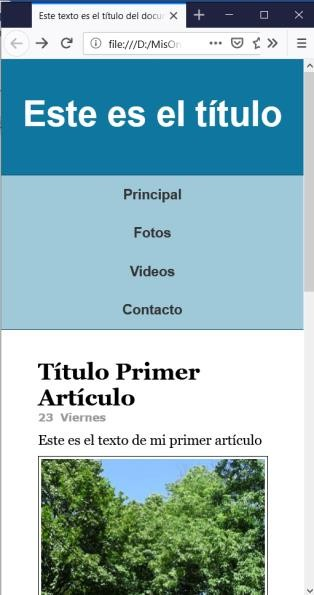 Este texto es el título del docum
file:///D:/MisOn
Este es el título
Principal
Fotos
Videos
Contacto
Título Primer
Artículo
23 Viernes
Este es el texto de mi primer artículo